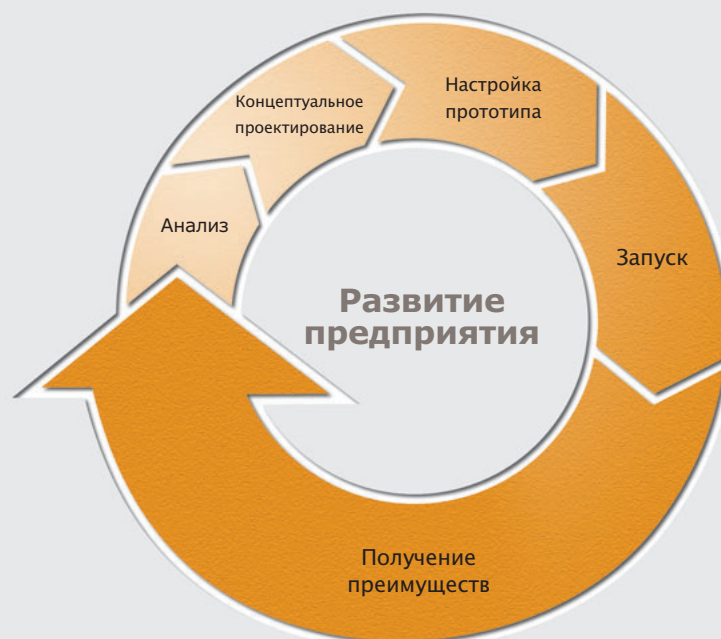 Анализ
Концептуальное
проектирование
Настройка
прототипа
Запуск
Получение
преимуществ
Развитие
предприятия